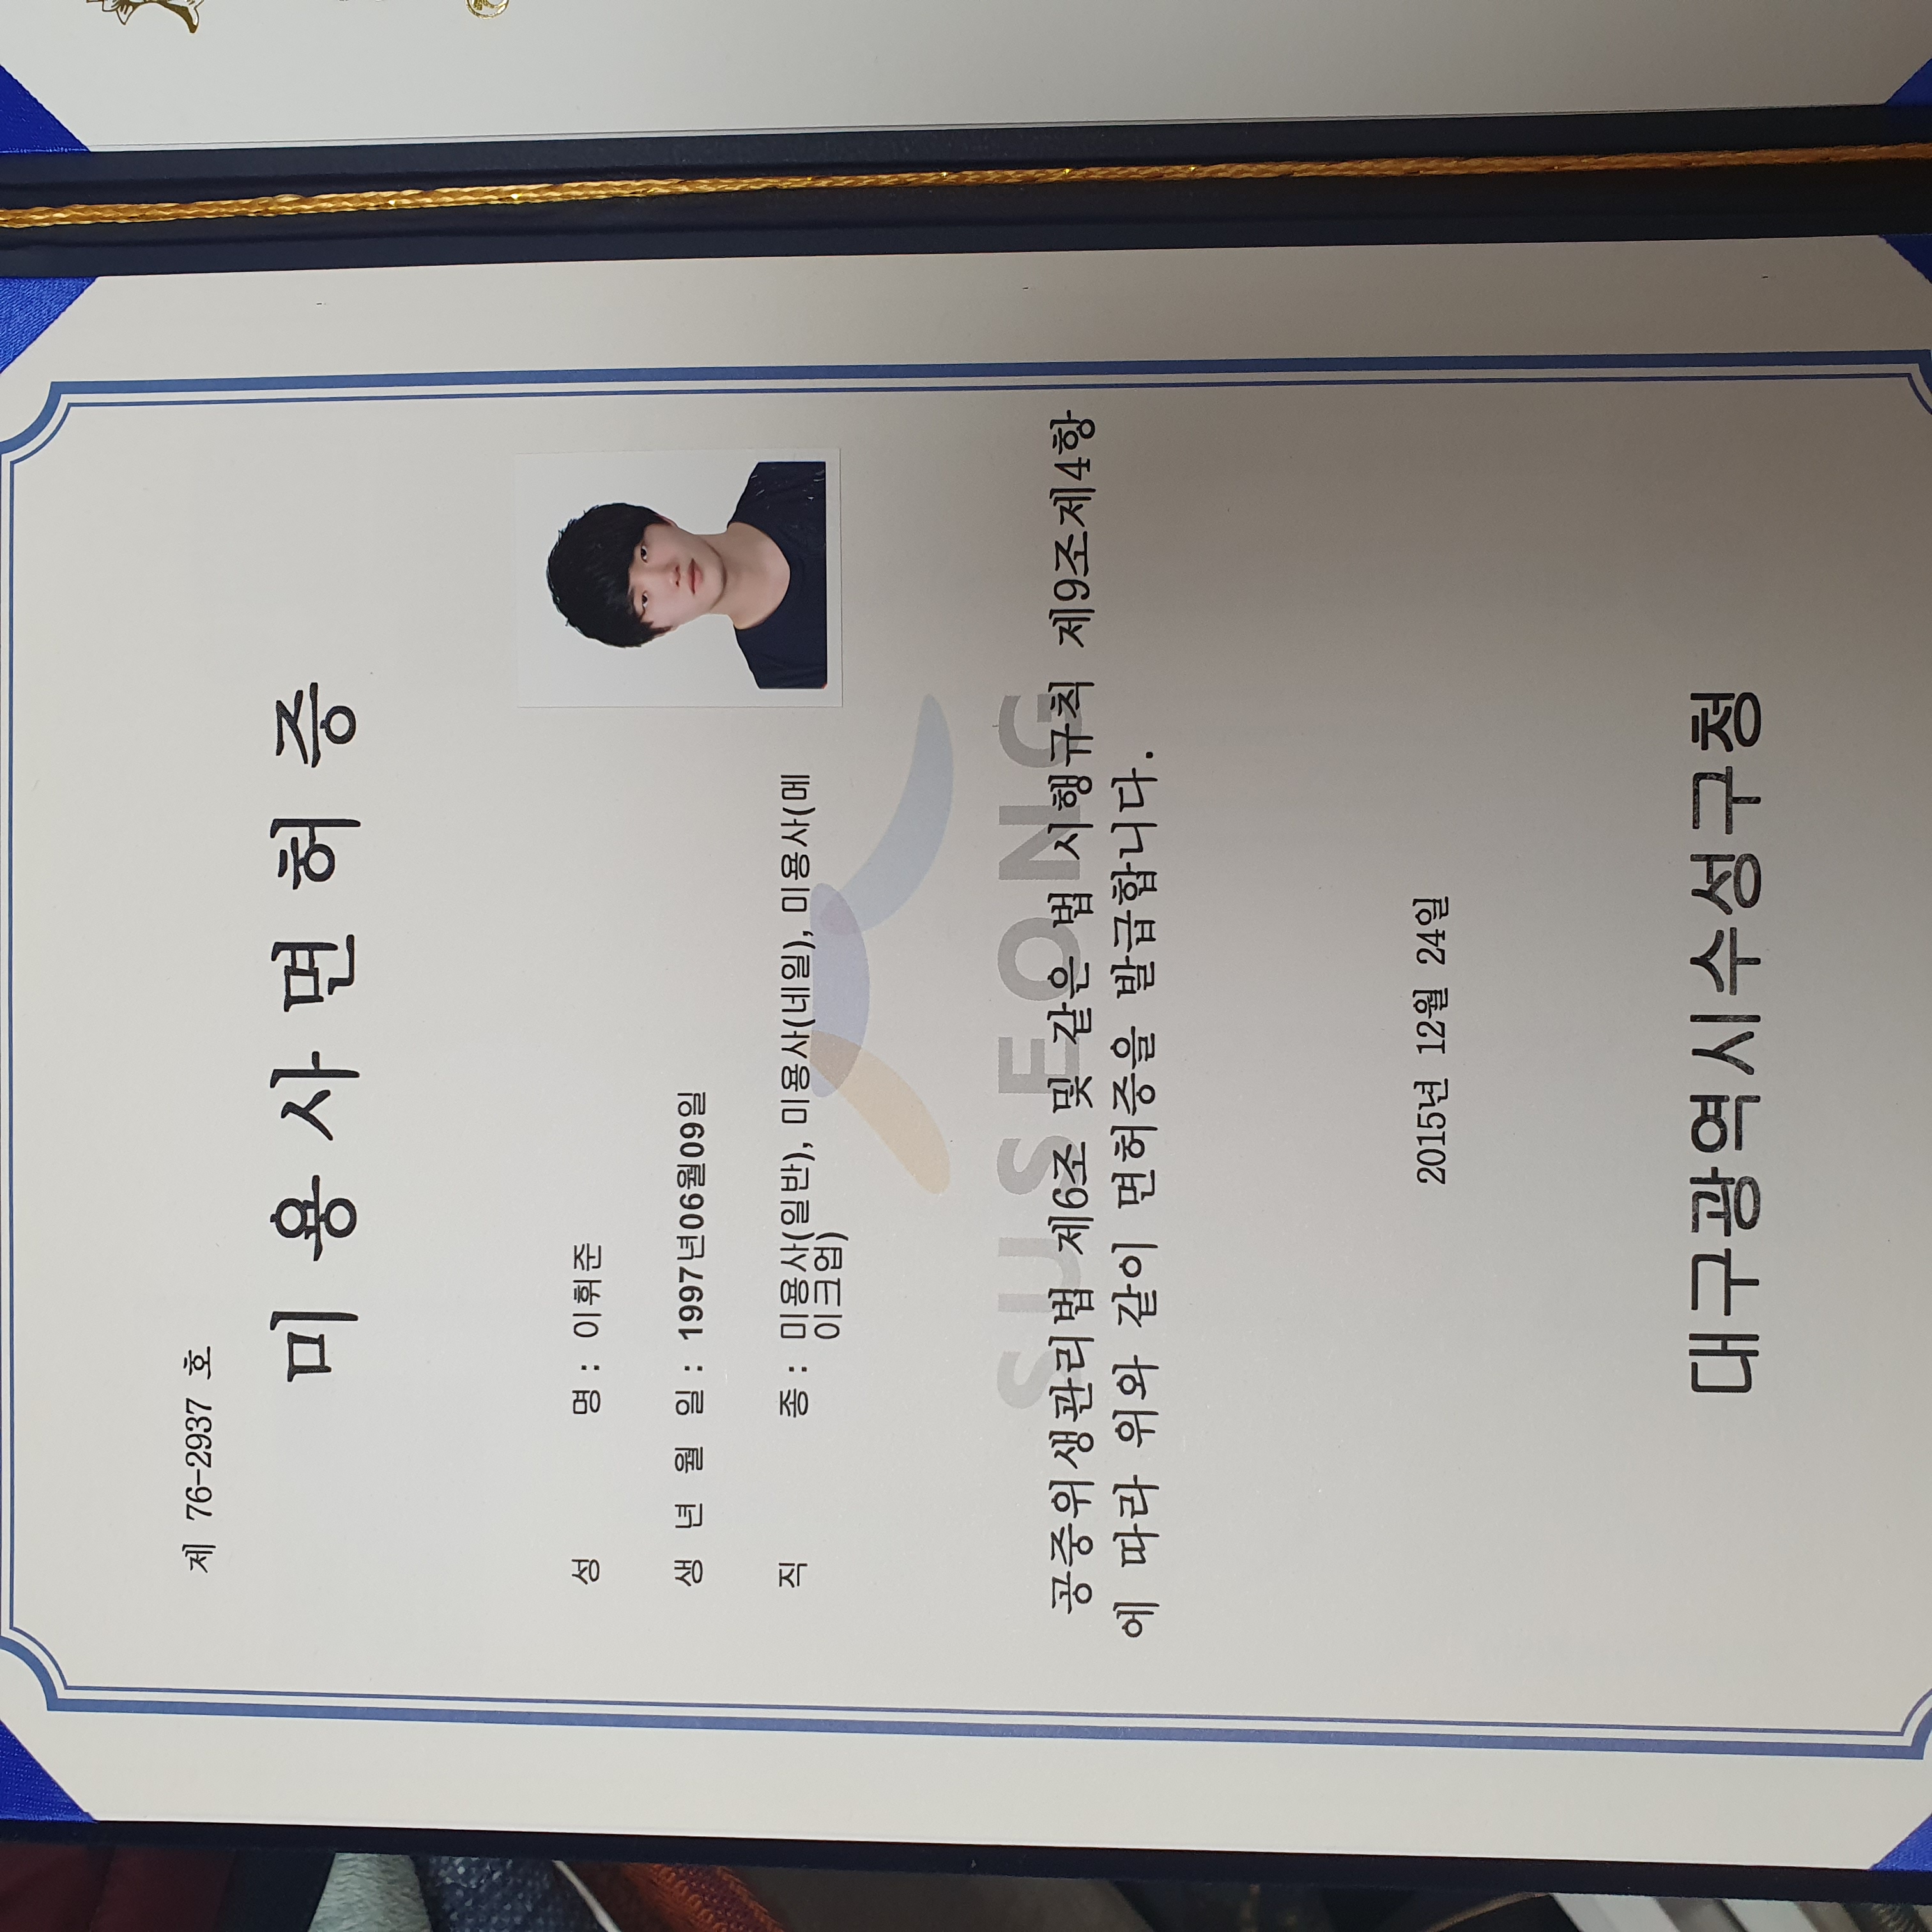 제 76-2937 호
미용사면허증
성 명 : 이휘준
생 년 월 일 : 1997년06월09일
직 종 : 미용사(일반), 미용사(네일), 미용사(메
이크업)
SUSEONG
공중위생관리법 제6조 및 같은 법 시행규칙 제9조제4항
에 따라 위와 같이 면허증을 발급합니다.
2015년 12월 24일
대구광역시수성구청